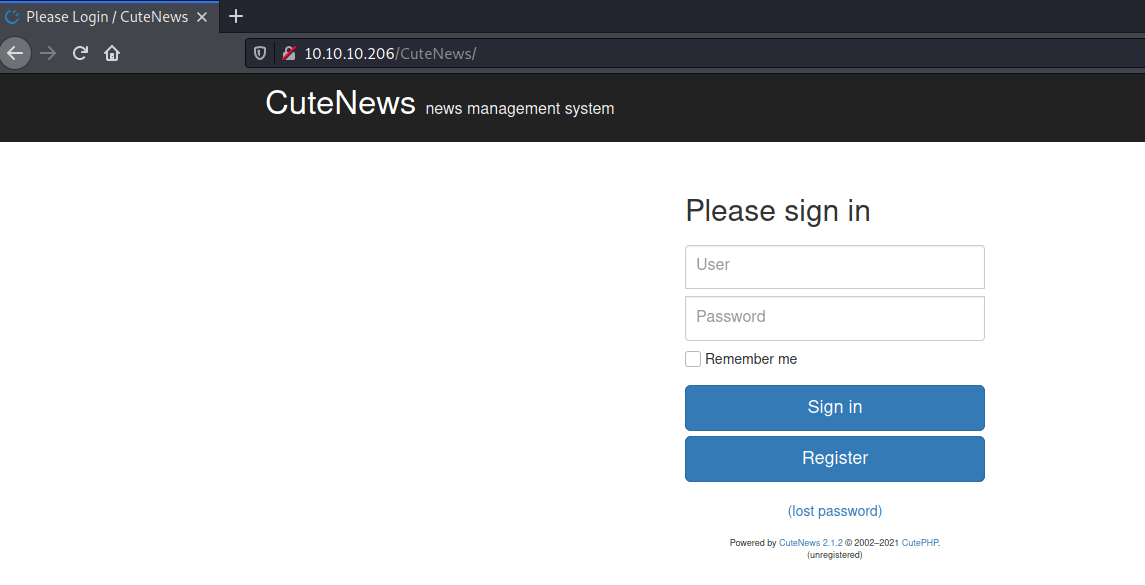 Please Login / CuteNews
10.10.10.206/CuteNews/
CuteNews news management system
Please sign in
User
Password
Remember me
Sign in
Register
(lost password)
Powered by CuteNews 2.1.2 © 2002–2021 CutePHP.
(unregistered)